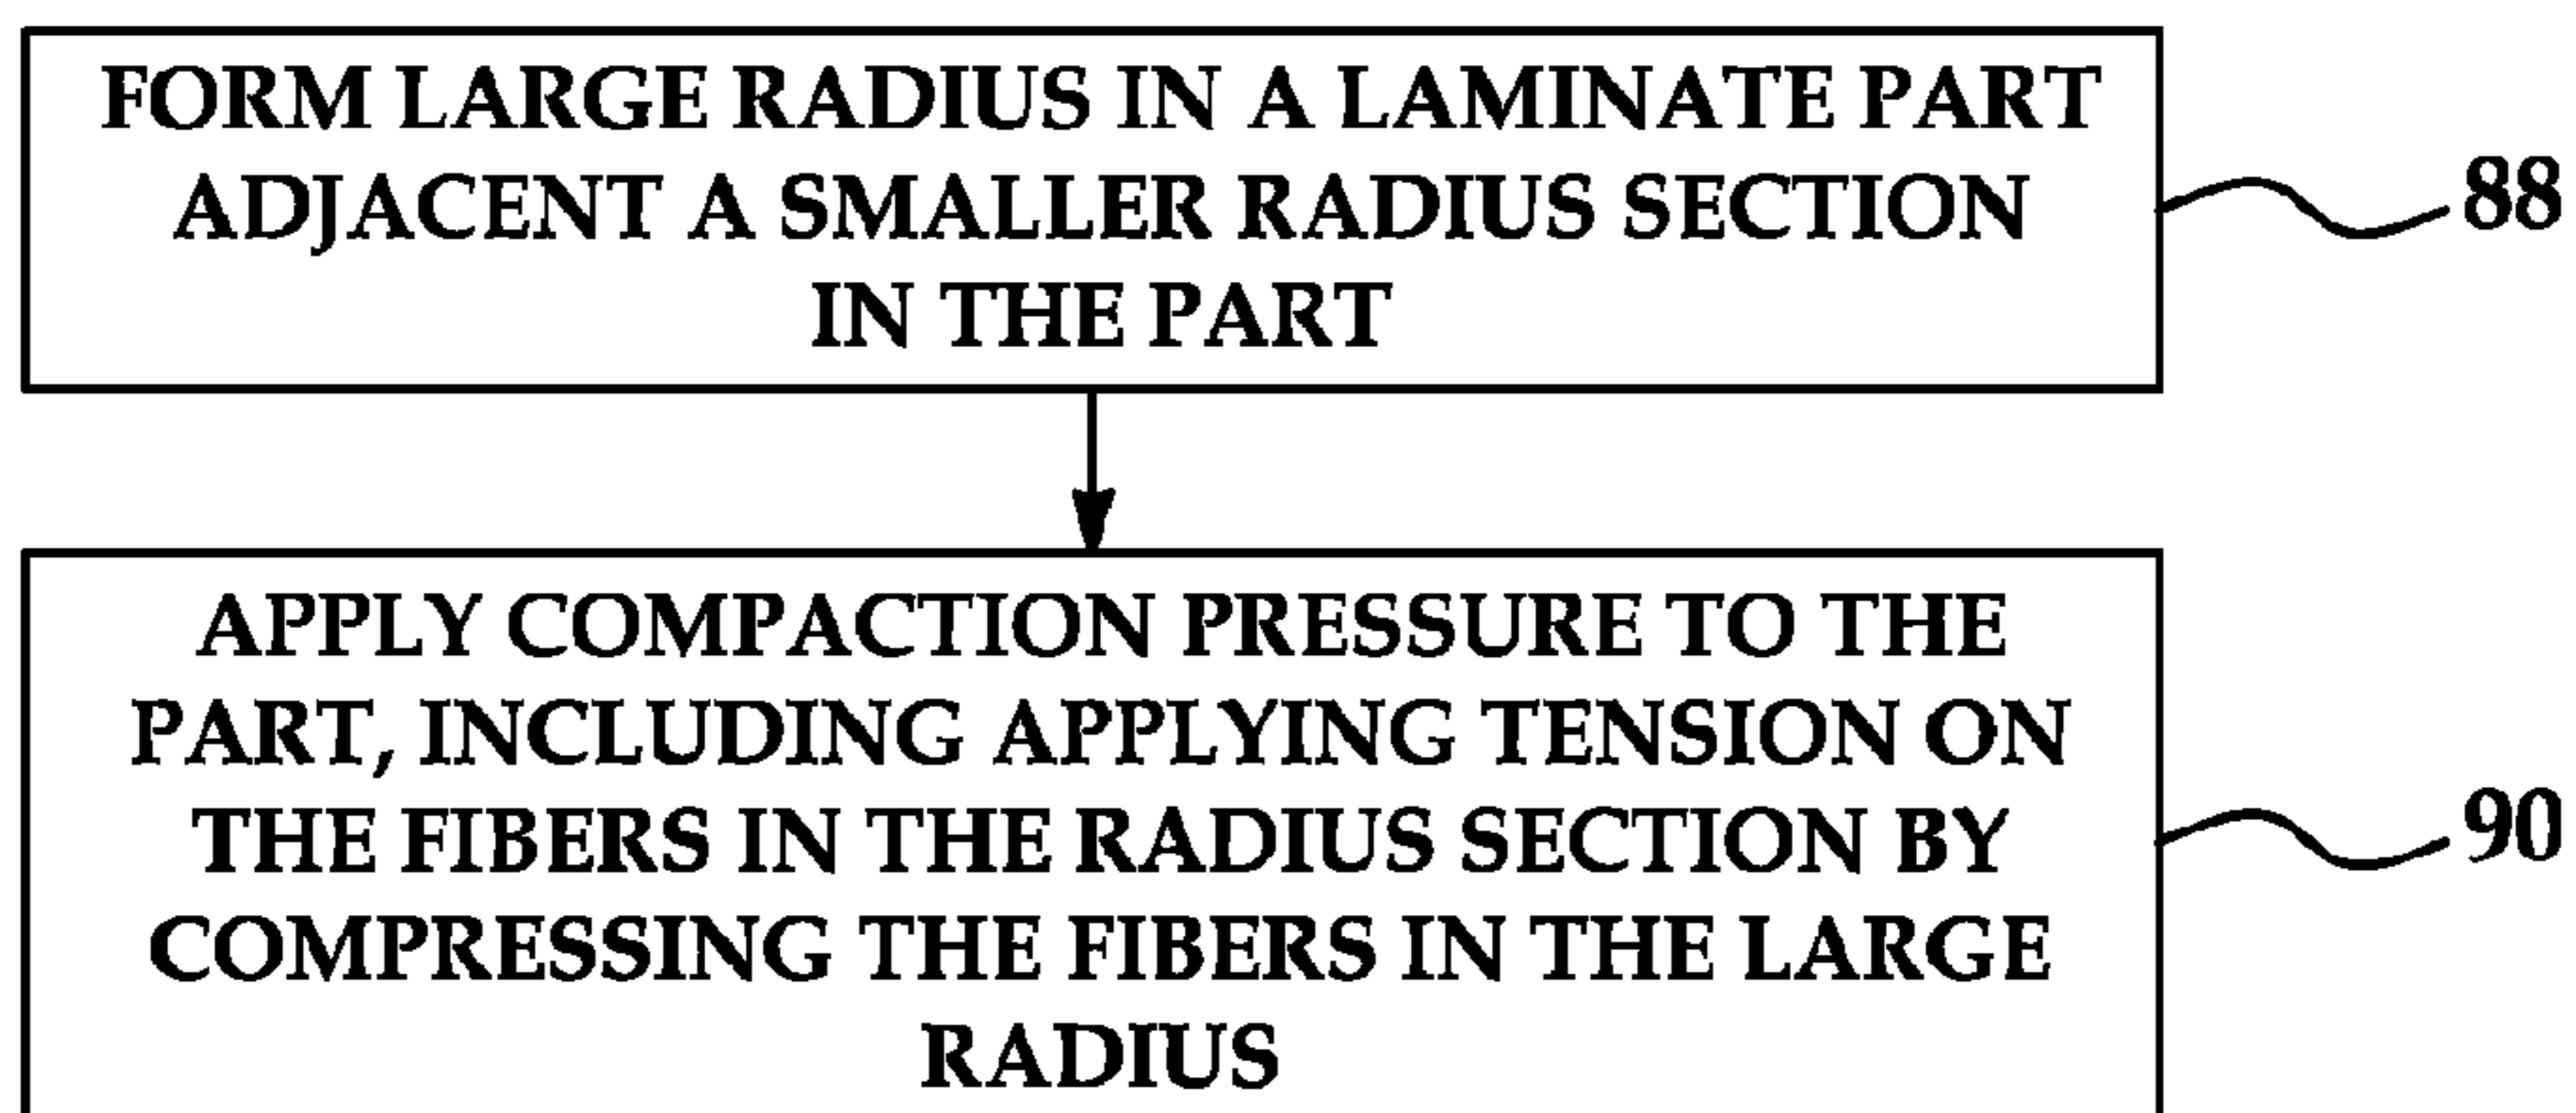 FORM LARGE RADIUS IN A LAMINATE PART
ADJACENT A SMALLER RADIUS SECTION
IN THE PART
88
APPLY COMPACTION PRESSURE TO THE
PART, INCLUDING APPLYING TENSION ON
THE FIBERS IN THE RADIUS SECTION BY
COMPRESSING THE FIBERS IN THE LARGE
RADIUS
90